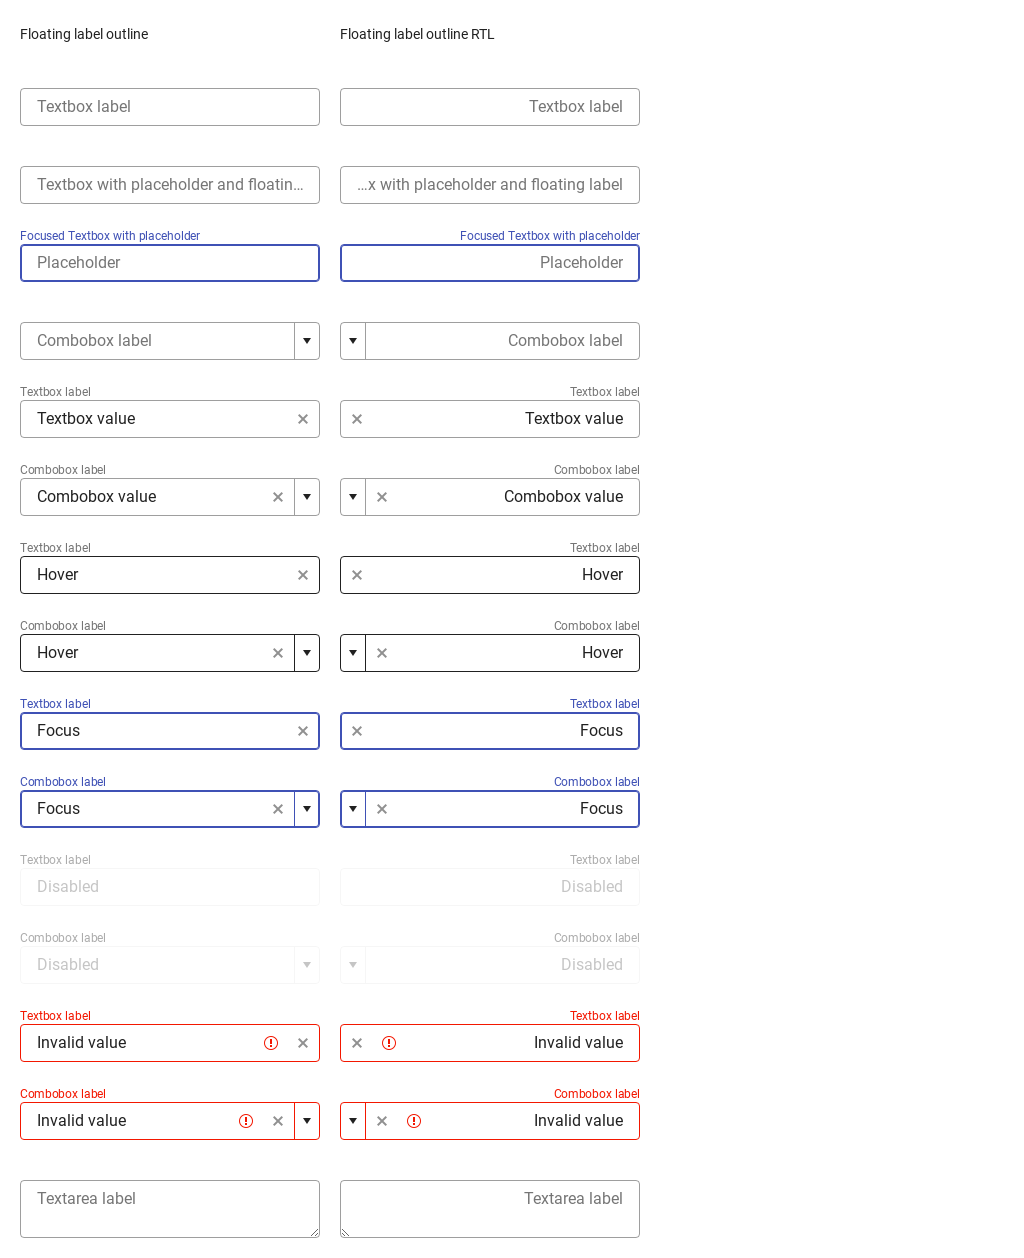 Floating label outline Floating label outline RTL
Textbox label Textbox label
Textbox with placeholder and floatin... ...x with placeholder and floating label
Focused Textbox with placeholder Focused Textbox with placeholder
Placeholder Placeholder
Combobox label Combobox label
Textbox label Textbox label
Textbox value Textbox value
Combobox label Combobox label
Combobox value Combobox value
Textbox label Textbox label
Hover Hover
Combobox label Combobox label
Hover Hover
Textbox label Textbox label
Focus Focus
Combobox label Combobox label
Focus Focus
Textbox label Textbox label
Disabled Disabled
Combobox label Combobox label
Disabled Disabled
Textbox label Textbox label
Invalid value Invalid value
Combobox label Combobox label
Invalid value Invalid value
Textarea label Textarea label